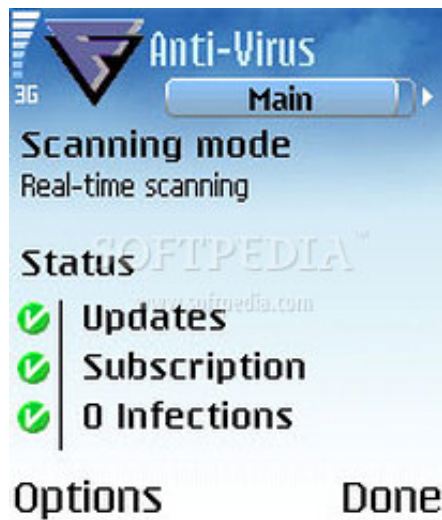 Anti-Virus
3G
Main
Scanning mode
Real-time scanning
SOFTPEDIA™
Status
www.softpedia.com
Updates
Subscription
0 Infections
Options Done